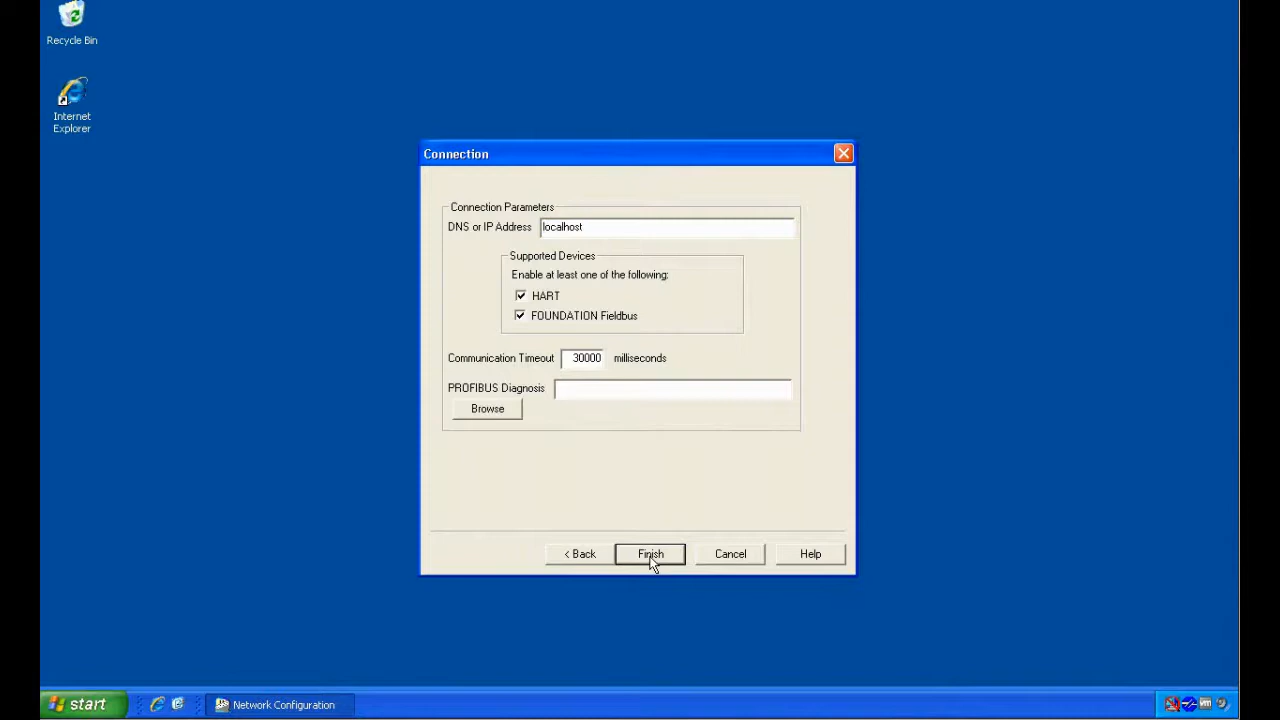 Recycle Bin
Internet
Explorer
Connection
Connection Parameters
DNS or IP Address localhost
Supported Devices
Enable at least one of the following:
HART
FOUNDATION Fieldbus
Communication Timeout 30000 milliseconds
PROFIBUS Diagnosis
Browse
< Back Finish Cancel Help
start Network Configuration